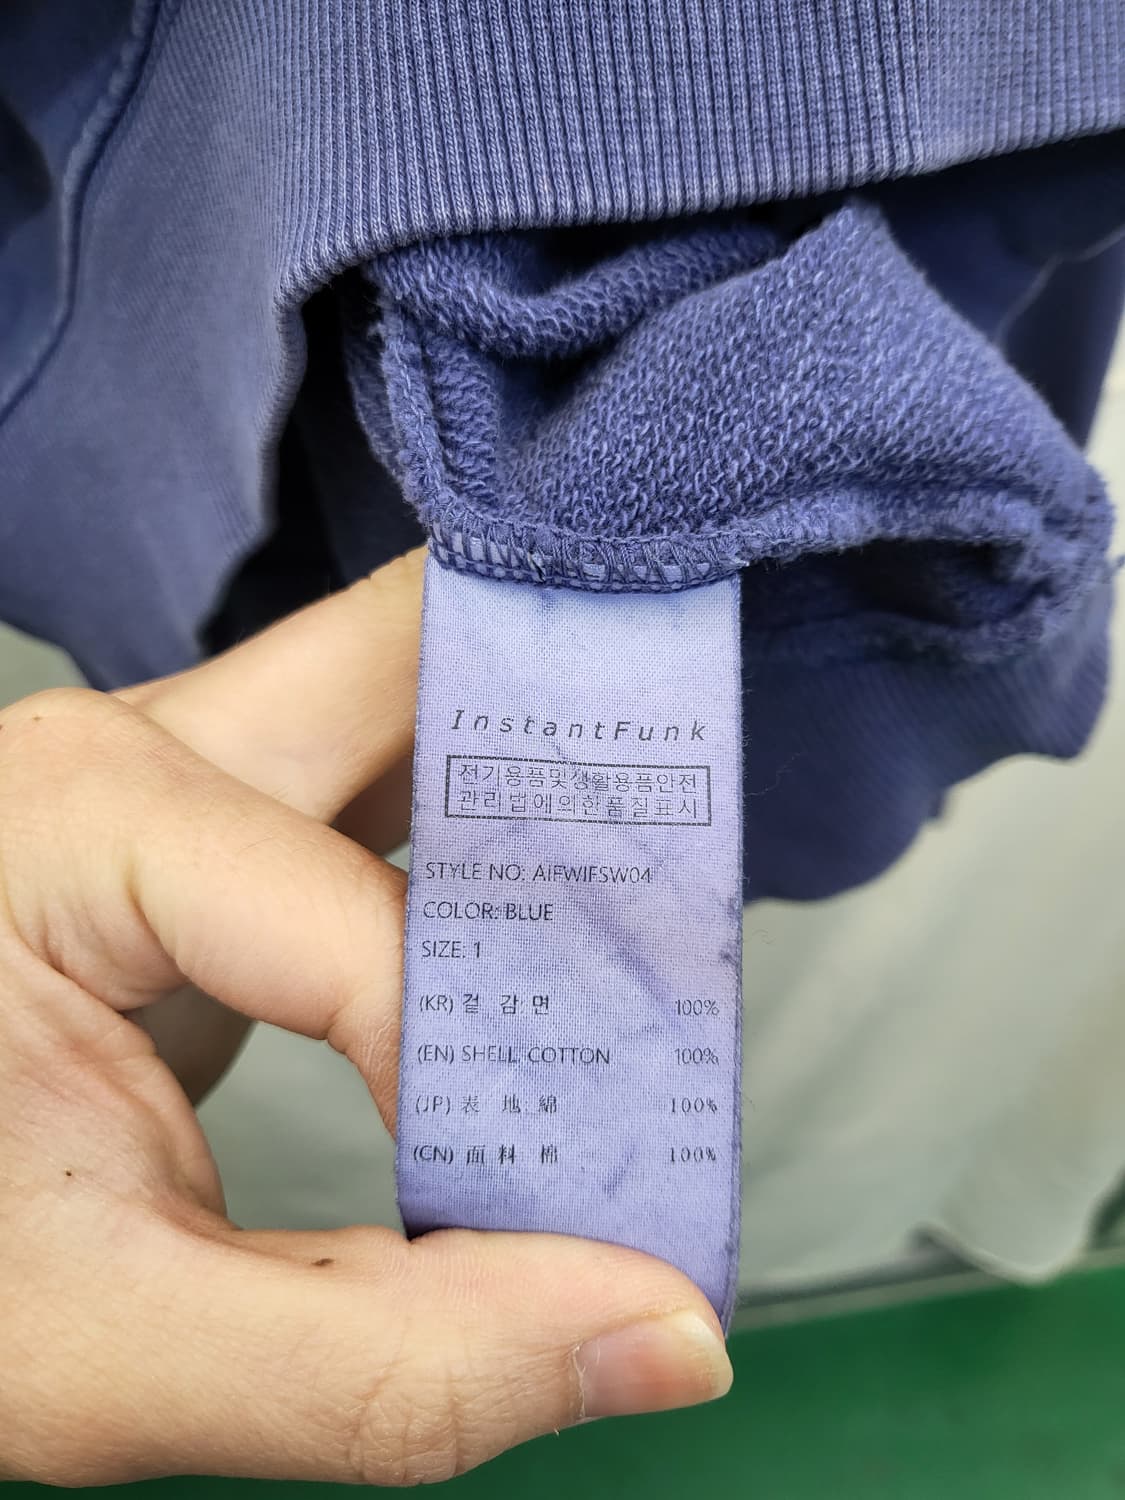 InstantFunk
전기용품및생활용품안전
관리법에의한품질표시
STYLE NO: AIFWIFSW04
COLOR: BLUE
SIZE: 1
(KR) 겉 감 면 100%
(EN) SHELL COTTON 100%
(JP) 表 地 綿 100%
(CN) 面 料 棉 100%